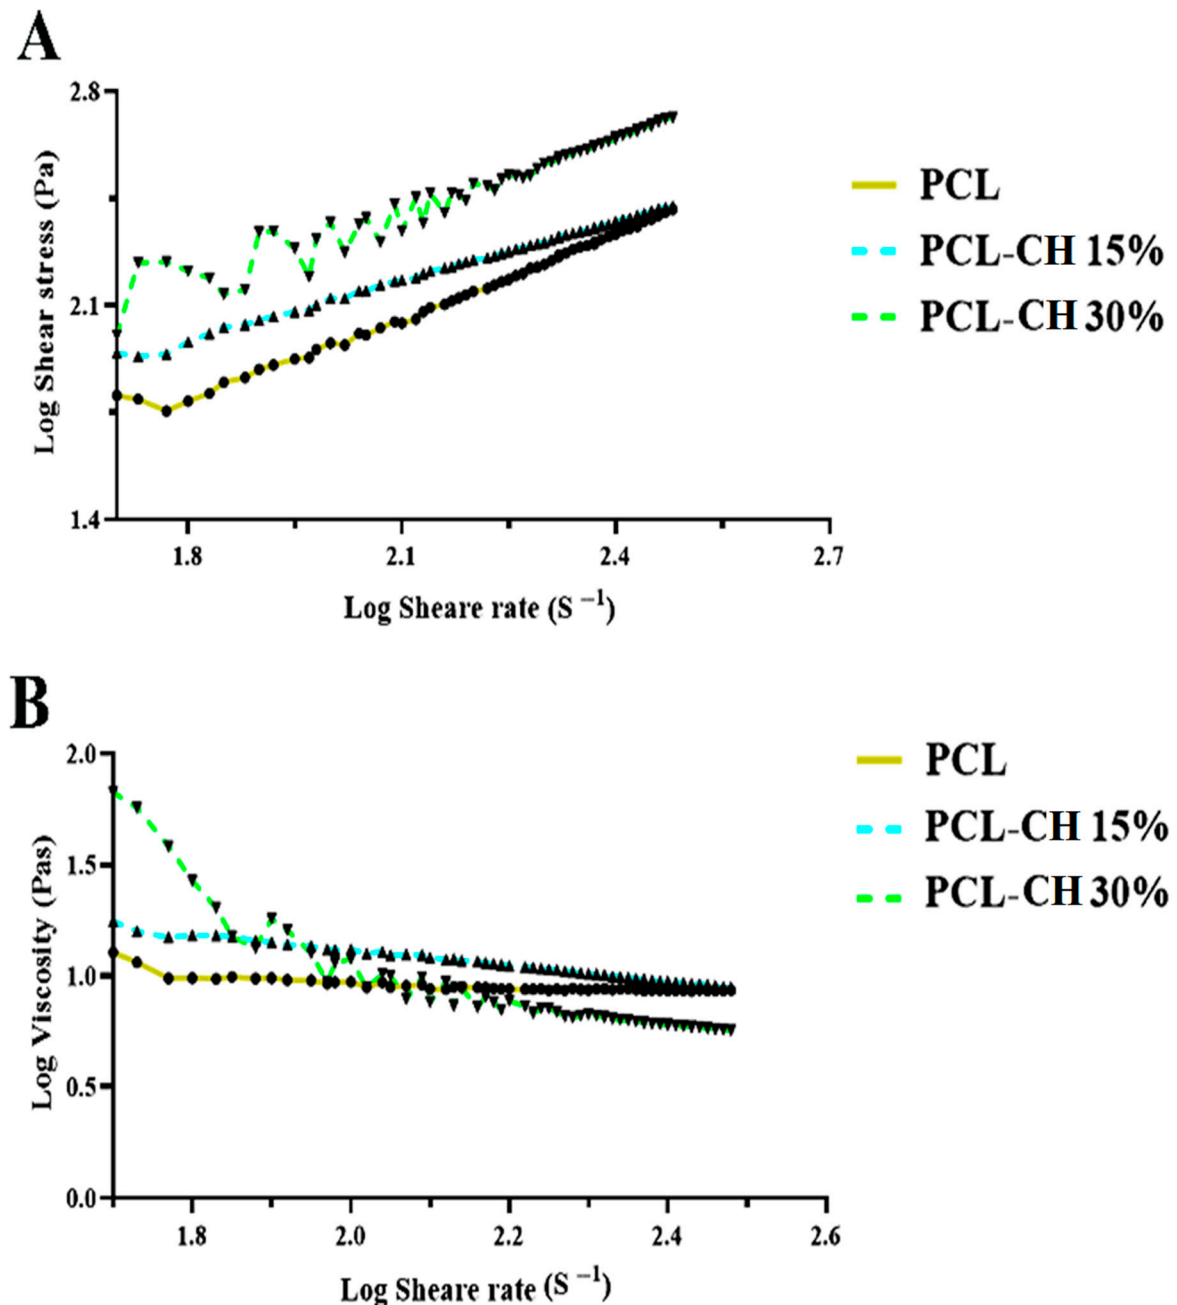 A
2.8
2.1
1.4
Log Shear stress (Pa)
1.8 2.1 2.4 2.7
Log Sheare rate (S −1)
PCL
PCL-CH 15%
PCL-CH 30%
B
2.0
1.5
1.0
0.5
0.0
Log Viscosity (Pas)
1.8 2.0 2.2 2.4 2.6
Log Sheare rate (S −1)
PCL
PCL-CH 15%
PCL-CH 30%